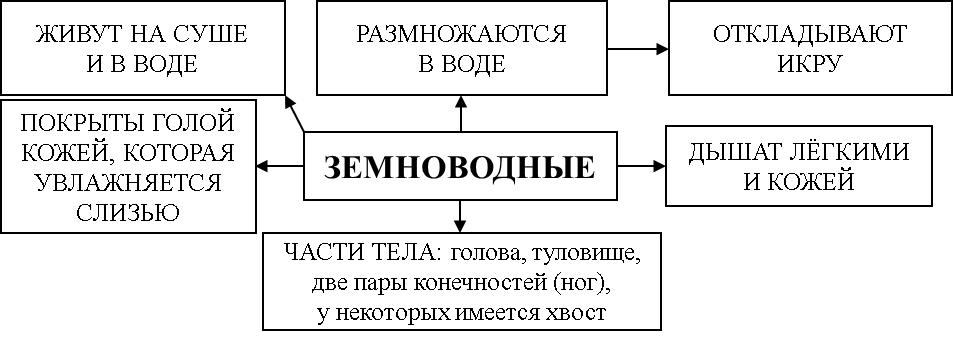 ЖИВУТ НА СУШЕ
И В ВОДЕ
РАЗМНОЖАЮТСЯ
В ВОДЕ
ОТКЛАДЫВАЮТ
ИКРУ
ПОКРЫТЫ ГОЛОЙ
КОЖЕЙ, КОТОРАЯ
УВЛАЖНЯЕТСЯ
СЛИЗЬЮ
ЗЕМНОВОДНЫЕ
ДЫШАТ ЛЁГКИМИ
И КОЖЕЙ
ЧАСТИ ТЕЛА: голова, туловище,
две пары конечностей (ног),
у некоторых имеется хвост